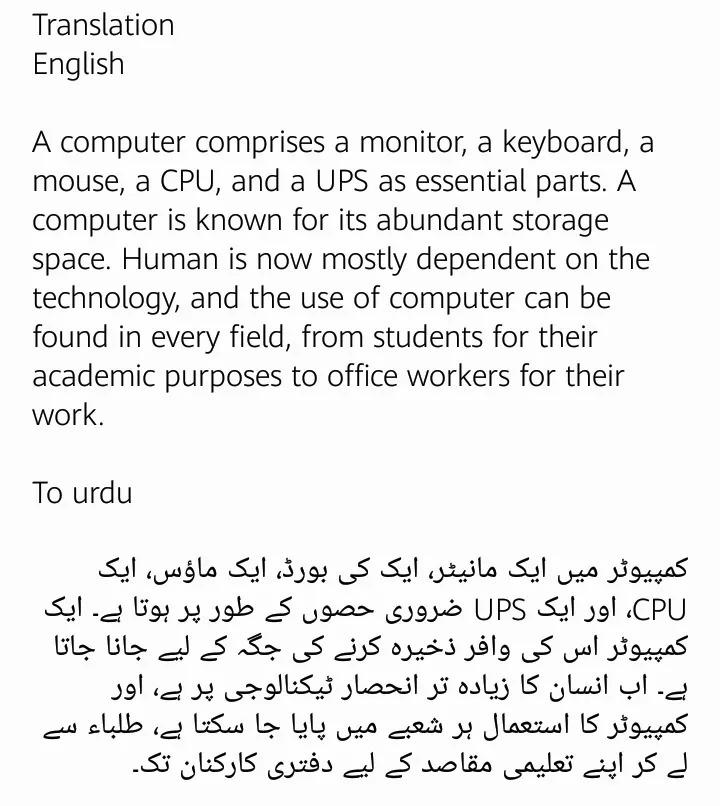 Translation
English
A computer comprises a monitor, a keyboard, a
mouse, a CPU, and a UPS as essential parts. A
computer is known for its abundant storage
space. Human is now mostly dependent on the
technology, and the use of computer can be
found in every field, from students for their
academic purposes to office workers for their
work.
To urdu
کمپیوٹر میں ایک مانیٹر، ایک کی بورڈ، ایک ماؤس، ایک
CPU، اور ایک UPS ضروری حصوں کے طور پر ہوتا ہے۔ ایک
کمپیوٹر اس کی وافر ذخیرہ کرنے کی جگہ کے لیے جانا جاتا
ہے۔ اب انسان کا زیادہ تر انحصار ٹیکنالوجی پر ہے، اور
کمپیوٹر کا استعمال ہر شعبے میں پایا جا سکتا ہے، طلباء سے
لے کر اپنے تعلیمی مقاصد کے لیے دفتری کارکنان تک۔